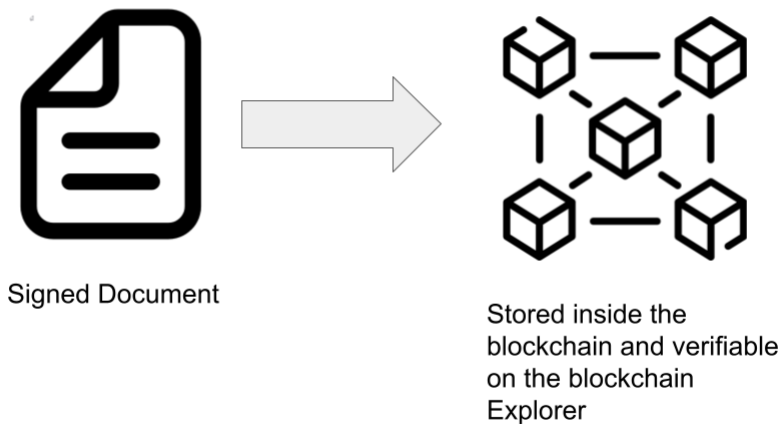 Signed Document
Stored inside the
blockchain and verifiable
on the blockchain
Explorer